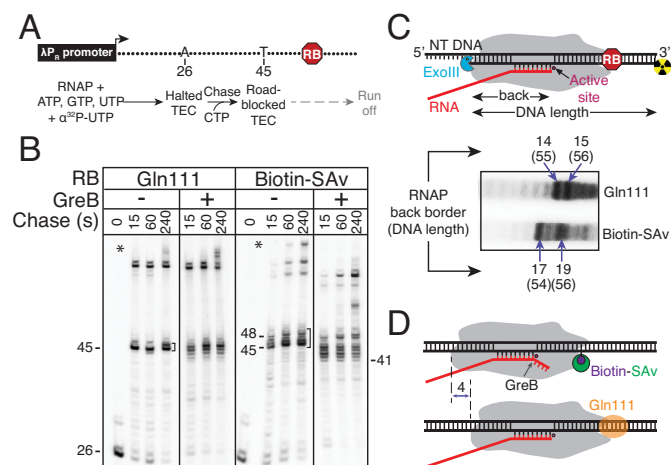 A
λPR promoter
A
T
RB
26
45
RNAP +
ATP, GTP, UTP
+ α32P-UTP
Halted
TEC
Chase
CTP
Road-
blocked
TEC
Run
off
B
RB Gln111 Biotin-SAv
GreB - + - +
Chase (s) 0 15 60 240 15 60 240 0 15 60 240 15 60 240
*
*
45
26
48
45
41
C
5' NT DNA
RB
3'
ExoIII
RNA
back
Active
site
DNA length
14
(55)
15
(56)
RNAP
back border
(DNA length)
Gln111
Biotin-SAv
17
(54)
19
(56)
D
GreB
Biotin-SAv
4
Gln111